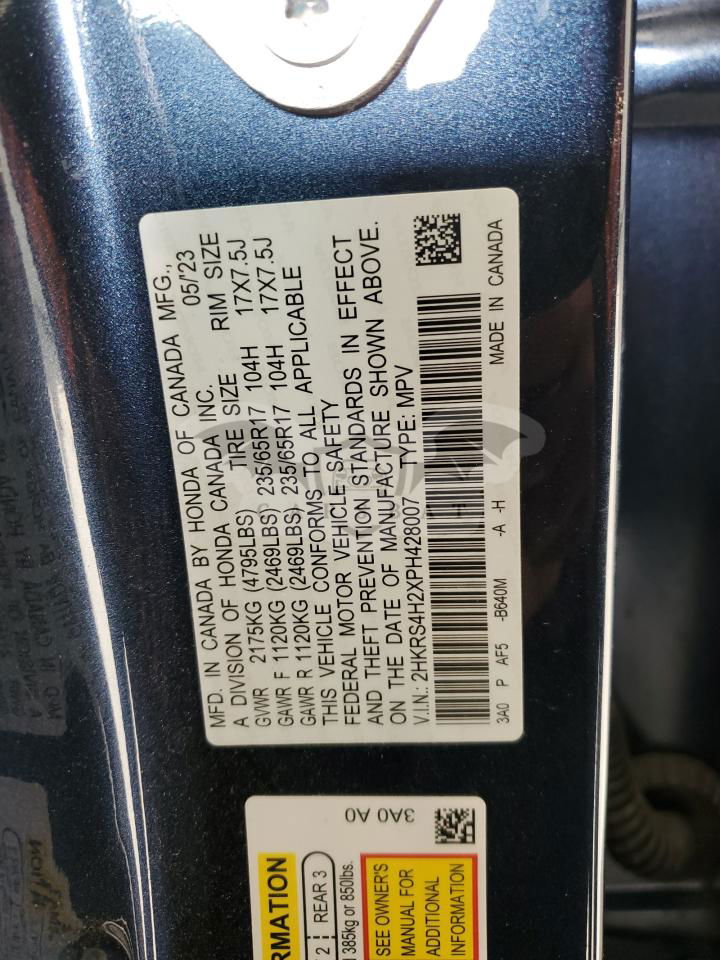 MFD. IN CANADA BY HONDA OF CANADA MFG.,
A DIVISION OF HONDA CANADA INC. 05/'23
GVWR 2175KG (4795LBS) TIRE SIZE RIM SIZE
GAWR F 1120KG (2469LBS) 235/65R17 104H 17X7.5J
GAWR R 1120KG (2469LBS) 235/65R17 104H 17X7.5J
THIS VEHICLE CONFORMS TO ALL APPLICABLE
FEDERAL MOTOR VEHICLE SAFETY
AND THEFT PREVENTION STANDARDS IN EFFECT
ON THE DATE OF MANUFACTURE SHOWN ABOVE.
V.I.N.: 2HKRS4H2XPH428007 TYPE: MPV
3A0 P AF5 -B640M -A -H MADE IN CANADA
3A0 A0
RMATION
2 REAR 3
385kg or 850lbs.
SEE OWNER'S
MANUAL FOR
ADDITIONAL
INFORMATION